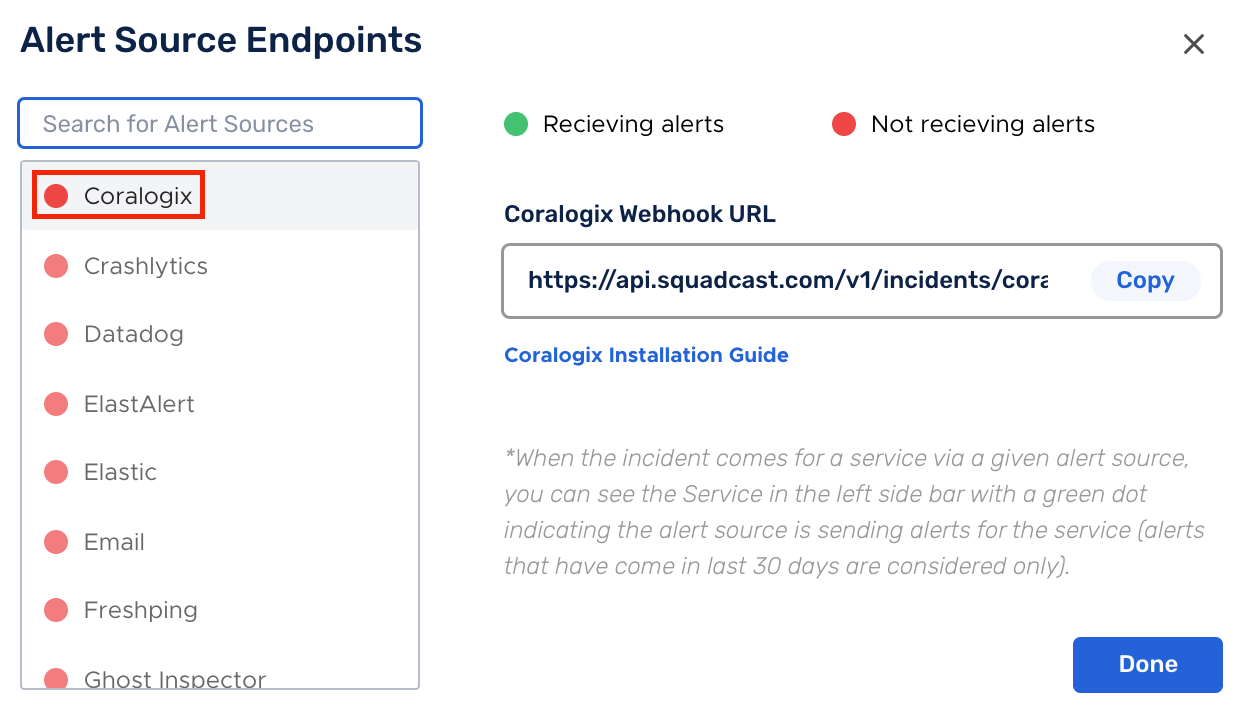 Alert Source Endpoints
Search for Alert Sources
Coralogix
Crashlytics
Datadog
ElastAlert
Elastic
Email
Freshping
Ghost Inspector
Recieving alerts
Not recieving alerts
Coralogix Webhook URL
https://api.squadcast.com/v1/incidents/cora
Copy
Coralogix Installation Guide
*When the incident comes for a service via a given alert source,
you can see the Service in the left side bar with a green dot
indicating the alert source is sending alerts for the service (alerts
that have come in last 30 days are considered only).
Done